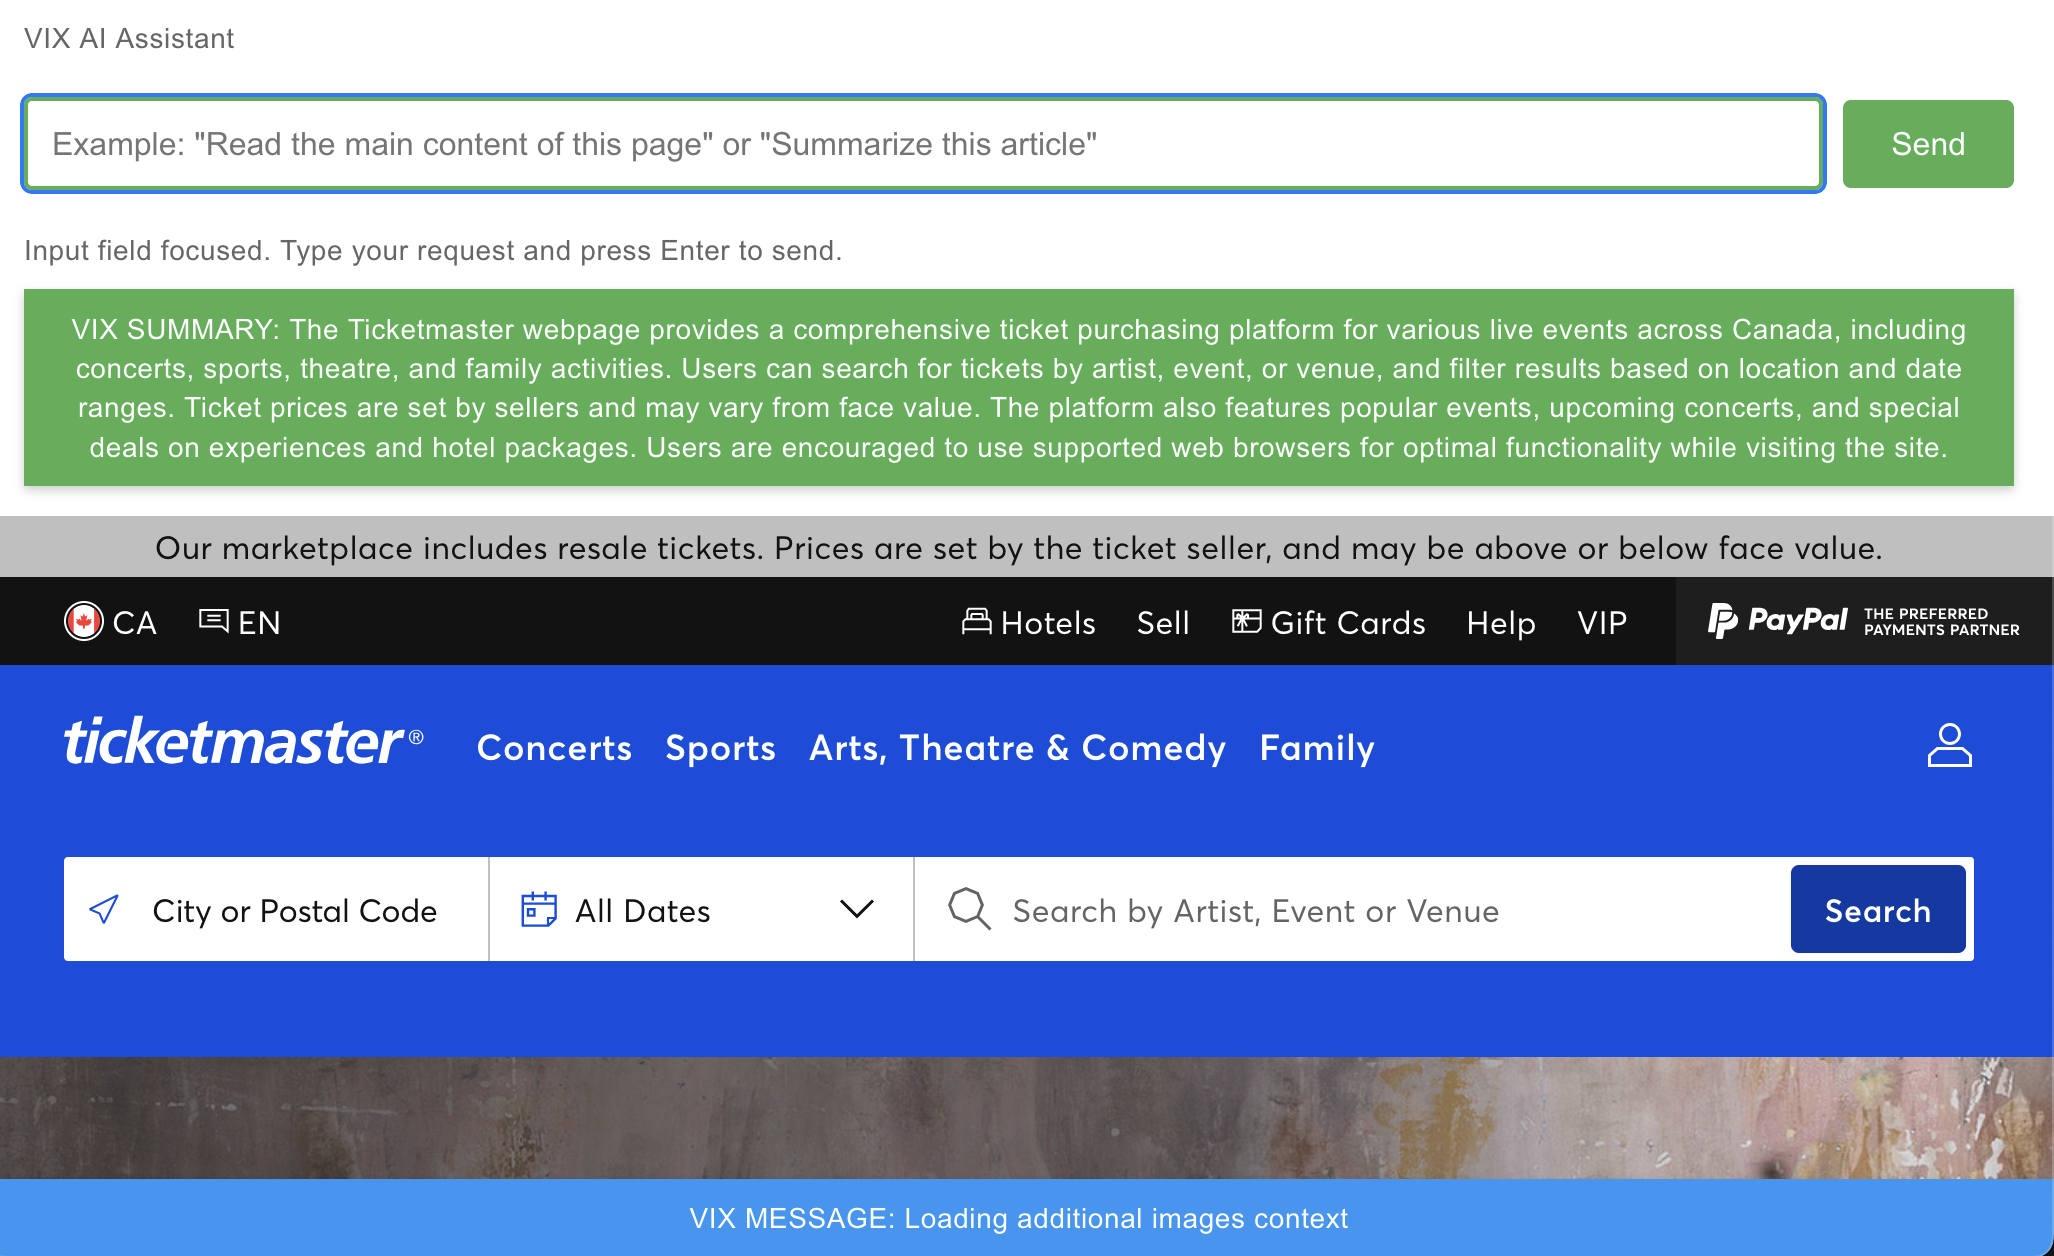 VIX AI Assistant
Example: "Read the main content of this page" or "Summarize this article"
Send
Input field focused. Type your request and press Enter to send.
VIX SUMMARY: The Ticketmaster webpage provides a comprehensive ticket purchasing platform for various live events across Canada, including
concerts, sports, theatre, and family activities. Users can search for tickets by artist, event, or venue, and filter results based on location and date
ranges. Ticket prices are set by sellers and may vary from face value. The platform also features popular events, upcoming concerts, and special
deals on experiences and hotel packages. Users are encouraged to use supported web browsers for optimal functionality while visiting the site.
Our marketplace includes resale tickets. Prices are set by the ticket seller, and may be above or below face value.
CA EN Hotels Sell Gift Cards Help VIP PayPal THE PREFERRED
PAYMENTS PARTNER
ticketmaster® Concerts Sports Arts, Theatre & Comedy Family
City or Postal Code All Dates Search by Artist, Event or Venue Search
VIX MESSAGE: Loading additional images context